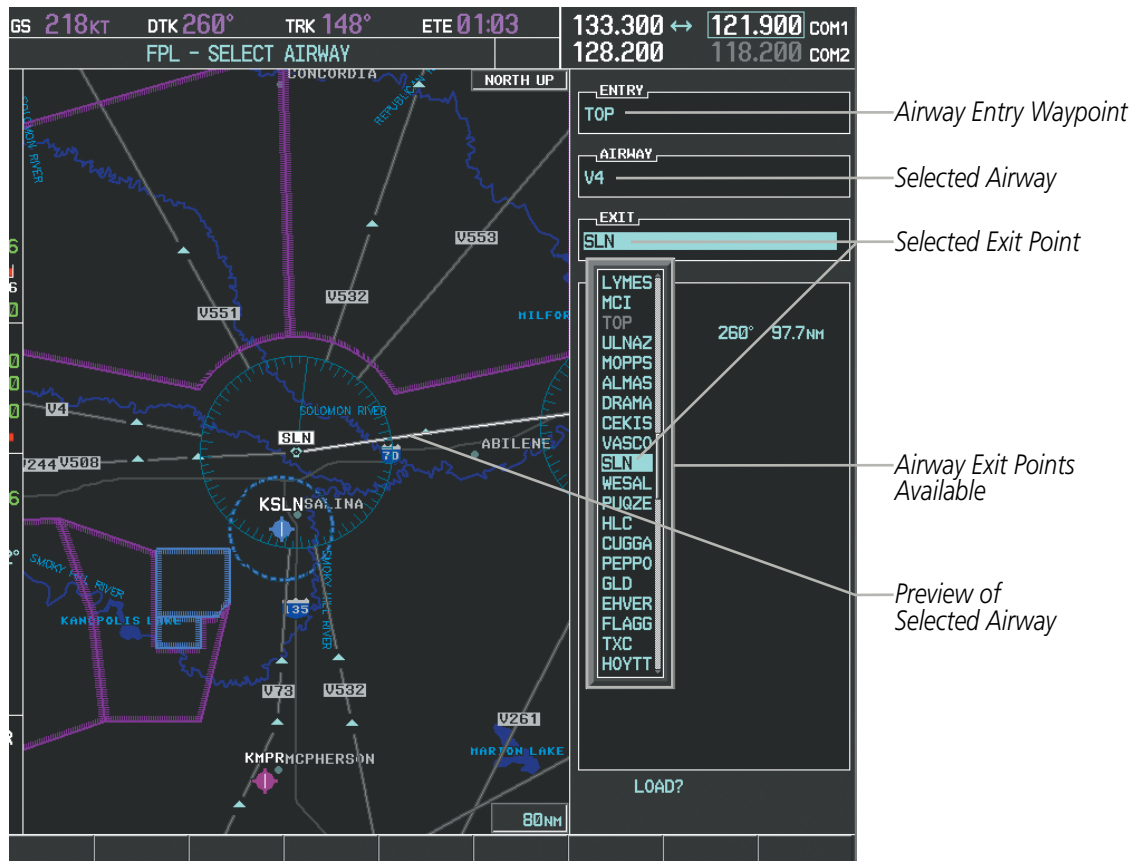 GS 218KT DTK 260° TRK 148° ETE 01:03
133.300 ↔ 121.900 COM1
128.200 118.200 COM2
FPL - SELECT AIRWAY
NORTH UP
CONCORDIA
REPUBLICAN
SOLOMON RIVER
V553
V532
V551
MILFOR
V4
SOLOMON RIVER
SLN
70
ABILENE
V244 V508
KSLN SALINA
SMOKY HILL RIVER
SMOKY HILL RIVER
KANOPOLIS LAKE
135
V73
V532
V261
MARION LAKE
KMPR MCPHERSON
80NM
ENTRY
TOP
AIRWAY
V4
EXIT
SLN
LYMES
MCI
TOP
ULNAZ
MOPPS
ALMAS
DRAMA
CEKIS
VASCO
SLN
WESAL
PUQZE
HLC
CUGGA
PEPPO
GLD
EHVER
FLAGG
TXC
HOYTT
260° 97.7NM
LOAD?
Airway Entry Waypoint
Selected Airway
Selected Exit Point
Airway Exit Points
Available
Preview of
Selected Airway